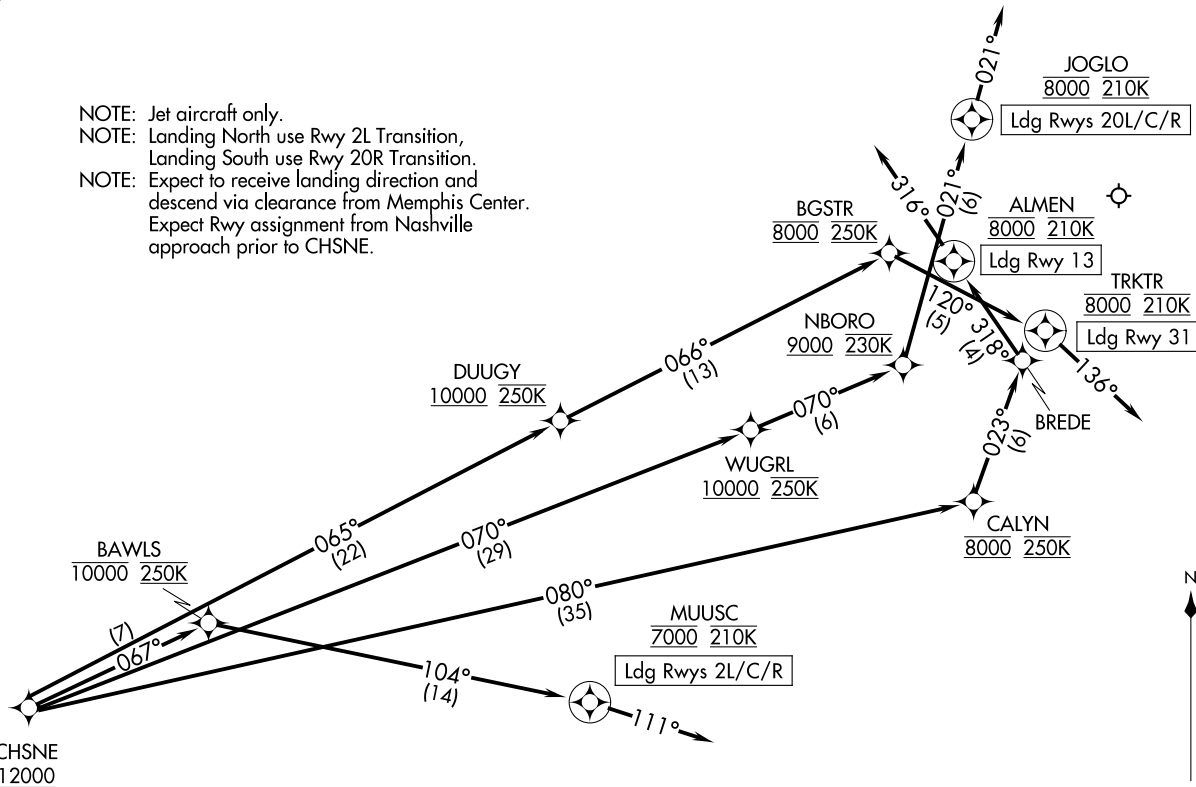 NOTE: Jet aircraft only.
NOTE: Landing North use Rwy 2L Transition,
Landing South use Rwy 20R Transition.
NOTE: Expect to receive landing direction and
descend via clearance from Memphis Center.
Expect Rwy assignment from Nashville
approach prior to CHSNE.
021°
JOGLO
8000 210K
Ldg Rwys 20L/C/R
316°
021°
(6)
ALMEN
8000 210K
Ldg Rwy 13
BGSTR
8000 250K
TRKTR
8000 210K
Ldg Rwy 31
120°
(5)
318°
(4)
136°
NBORO
9000 230K
066°
(13)
DUUGY
10000 250K
070°
(6)
BREDE
023°
(6)
WUGRL
10000 250K
CALYN
8000 250K
065°
(22)
070°
(29)
BAWLS
10000 250K
080°
(35)
N
MUUSC
7000 210K
Ldg Rwys 2L/C/R
(7)
067°
104°
(14)
111°
CHSNE
12000